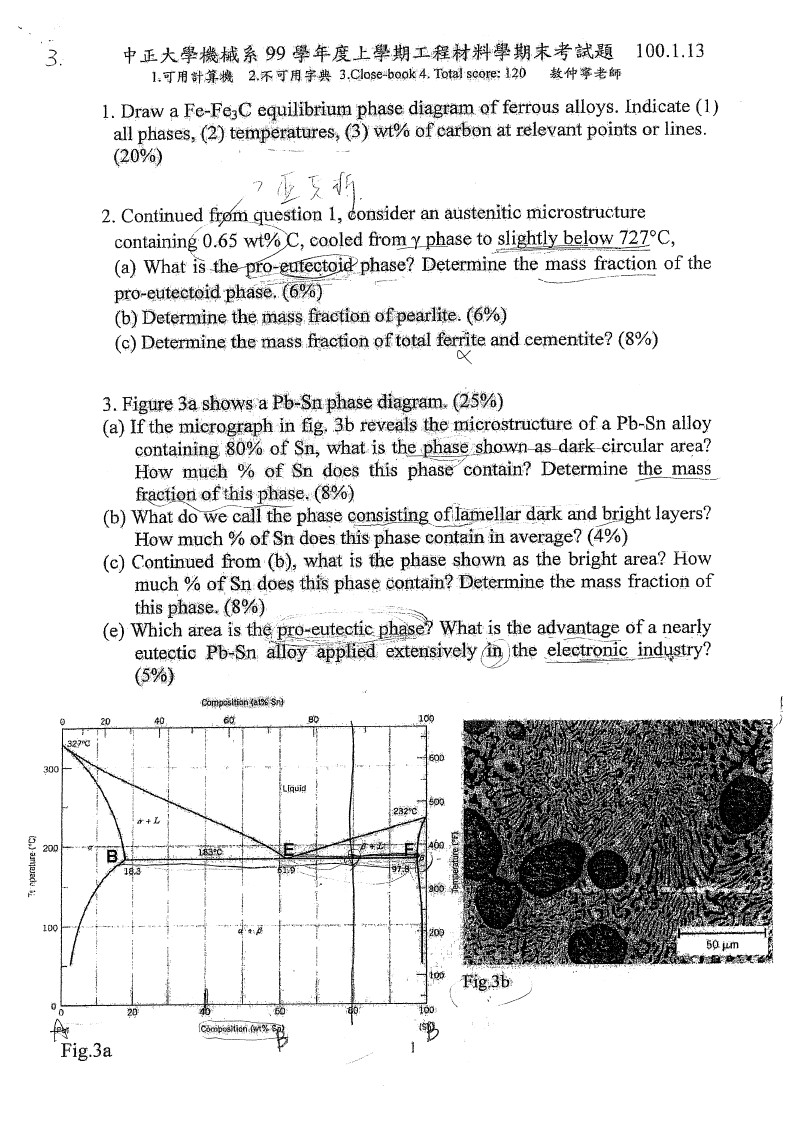 3.
中正大學機械系 99 學年度上學期工程材料學期末考試題 100.1.13
1.可用計算機 2.不可用字典 3.Close-book 4. Total score: 120 敖仲寧老師
1. Draw a Fe-Fe₃C equilibrium phase diagram of ferrous alloys. Indicate (1)
all phases, (2) temperatures, (3) wt% of carbon at relevant points or lines.
(20%)
2. Continued from question 1, consider an austenitic microstructure
containing 0.65 wt% C, cooled from γ phase to slightly below 727°C,
(a) What is the pro-eutectoid phase? Determine the mass fraction of the
pro-eutectoid phase. (6%)
(b) Determine the mass fraction of pearlite. (6%)
(c) Determine the mass fraction of total ferrite and cementite? (8%)
α
3. Figure 3a shows a Pb-Sn phase diagram. (25%)
(a) If the micrograph in fig. 3b reveals the microstructure of a Pb-Sn alloy
containing 80% of Sn, what is the phase shown as dark circular area?
How much % of Sn does this phase contain? Determine the mass
fraction of this phase. (8%)
(b) What do we call the phase consisting of lamellar dark and bright layers?
How much % of Sn does this phase contain in average? (4%)
(c) Continued from (b), what is the phase shown as the bright area? How
much % of Sn does this phase contain? Determine the mass fraction of
this phase. (8%)
(e) Which area is the pro-eutectic phase? What is the advantage of a nearly
eutectic Pb-Sn alloy applied extensively in the electronic industry?
(5%)
Composition (at% Sn)
0 20 40 60 80 100
327°C
600
300
Liquid
500
232°C
α + L
Temperature (°C)
Temperature (°F)
α
200
B
183°C
E
β + L
F
400
18.3
61.9
97.8
300
100
α + β
200
100
0
0 20 40 60 80 100
(Pb)
Composition (wt% Sn)
(Sn)
A
B
B
50 μm
Fig.3b
Fig.3a
1